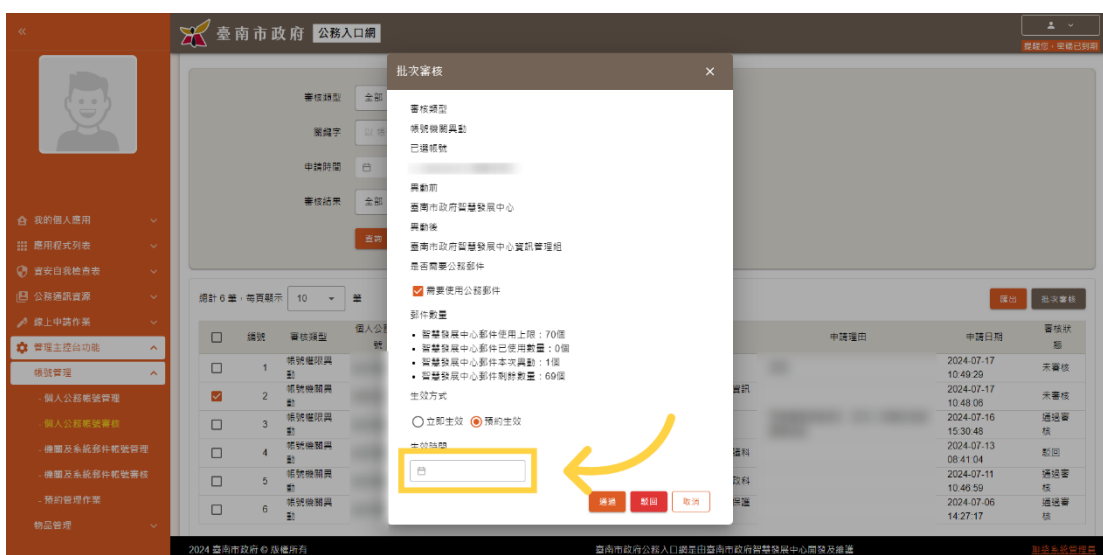 «
臺南市政府 公務入口網
提醒您，密碼已到期
批次審核
×
審核類型
全部
關鍵字
申請時間
審核結果
全部
查詢
審核類型
帳號機關異動
已選帳號
異動前
臺南市政府智慧發展中心
異動後
臺南市政府智慧發展中心資訊管理組
是否需要公務郵件
需要使用公務郵件
郵件數量
• 智慧發展中心郵件使用上限：70個
• 智慧發展中心郵件已使用數量：0個
• 智慧發展中心郵件本次異動：1個
• 智慧發展中心郵件剩餘數量：69個
生效方式
立即生效 預約生效
生效時間
通過 駁回 取消
我的個人應用
應用程式列表
資安自我檢查表
公務通訊資源
線上申請作業
管理主控台功能
帳號管理
- 個人公務帳號管理
- 個人公務帳號審核
- 機關及系統郵件帳號管理
- 機關及系統郵件帳號審核
- 預約管理作業
物品管理
總計 6 筆，每頁顯示 10 筆
匯出 批次審核
編號 審核類型 個人公務 號 申請理由 申請日期 審核狀態
1 帳號權限異動 2024-07-17 10:49:29 未審核
2 帳號機關異動 資訊 2024-07-17 10:48:06 未審核
3 帳號權限異動 2024-07-16 15:30:48 通過審核
4 帳號機關異動 護科 2024-07-13 08:41:04 駁回
5 帳號機關異動 政科 2024-07-11 10:46:59 通過審核
6 帳號機關異動 保護 2024-07-06 14:27:17 通過審核
2024 臺南市政府 © 版權所有
臺南市政府公務入口網是由臺南市政府智慧發展中心開發及維護
聯絡系統管理員